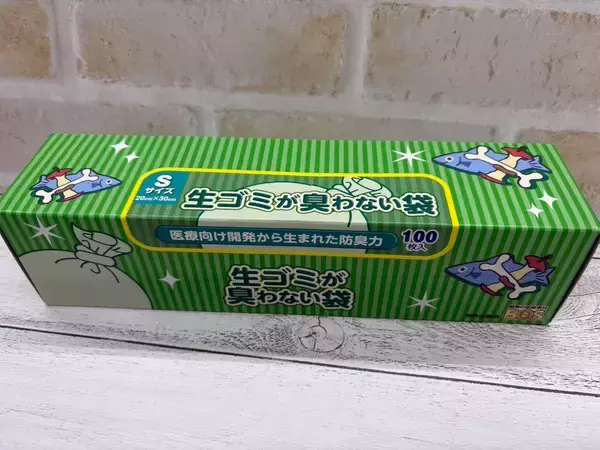 S
サイズ
20cm×30cm
生ゴミが臭わない袋
医療向け開発から生まれた防臭力
100
枚入
生ゴミが
臭わない袋
BOS